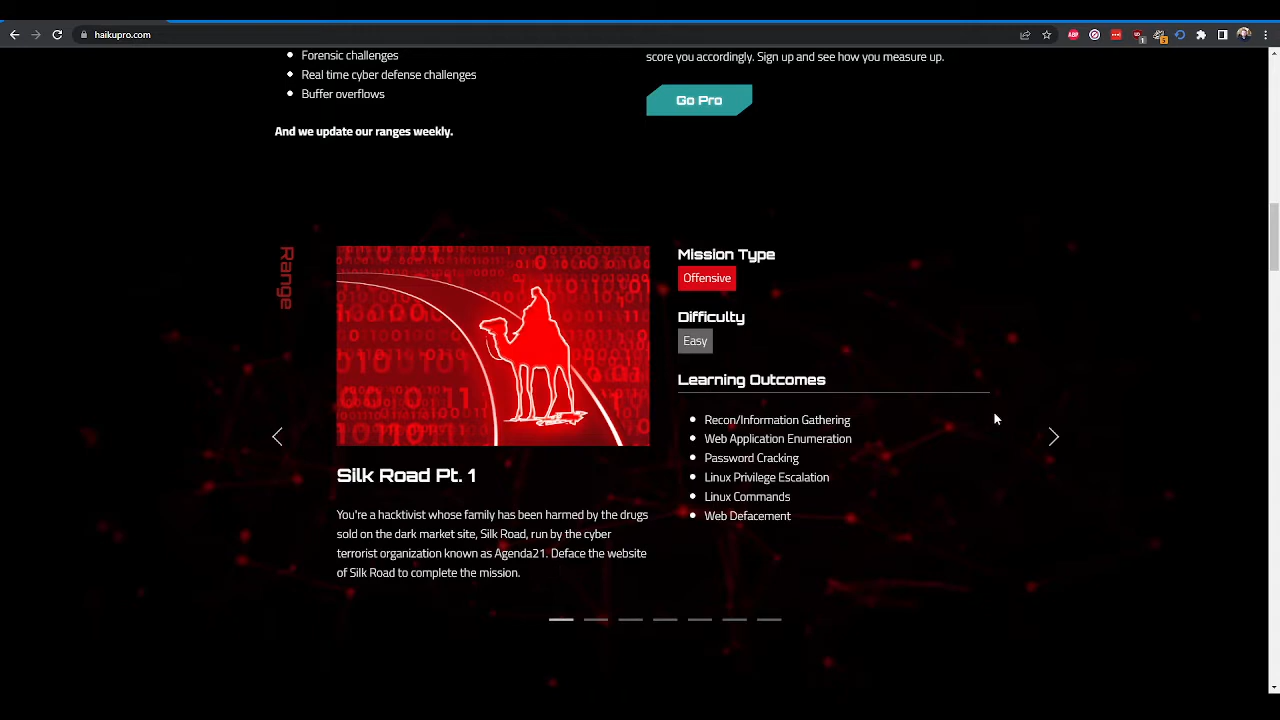 haikupro.com
Forensic challenges
Real time cyber defense challenges
Buffer overflows
And we update our ranges weekly.
score you accordingly. Sign up and see how you measure up.
Go Pro
Range
Silk Road Pt. 1
You're a hacktivist whose family has been harmed by the drugs
sold on the dark market site, Silk Road, run by the cyber
terrorist organization known as Agenda21. Deface the website
of Silk Road to complete the mission.
Mission Type
Offensive
Difficulty
Easy
Learning Outcomes
Recon/Information Gathering
Web Application Enumeration
Password Cracking
Linux Privilege Escalation
Linux Commands
Web Defacement